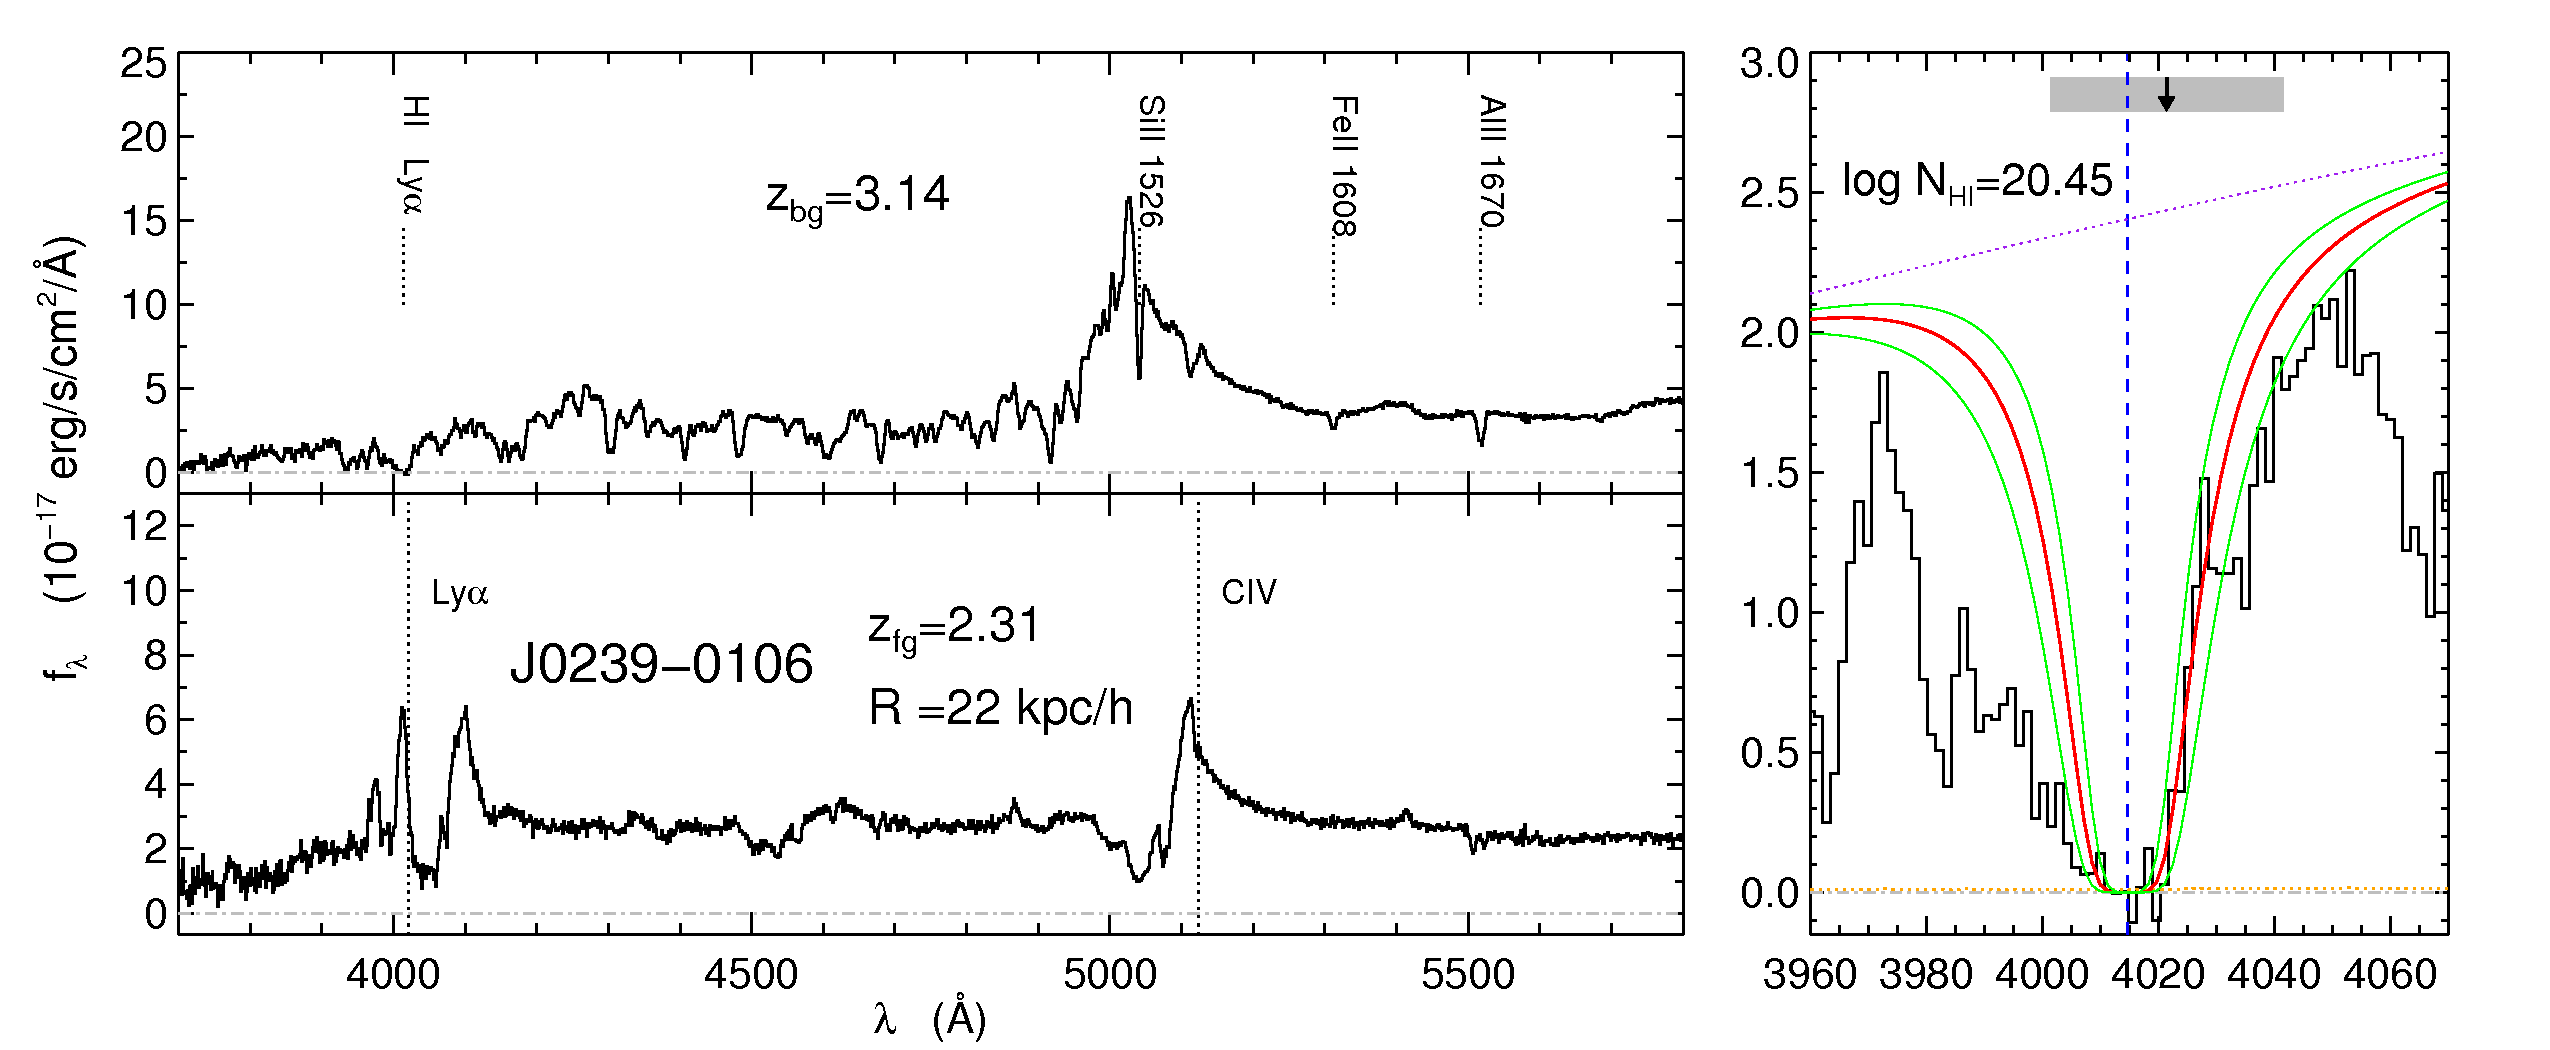 25
20
15
10
5
0
HI Lyα
SiII 1526
FeII 1608
AlII 1670
z_bg=3.14
f_λ (10⁻¹⁷ erg/s/cm²/Å)
12
10
8
6
4
2
0
Lyα
CIV
z_fg=2.31
J0239−0106
R =22 kpc/h
4000 4500 5000 5500
λ (Å)
3.0
2.5
2.0
1.5
1.0
0.5
0.0
log N_HI=20.45
3960 3980 4000 4020 4040 4060